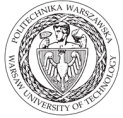 POLITECHNIKA WARSZAWSKA
WARSAW UNIVERSITY OF TECHNOLOGY